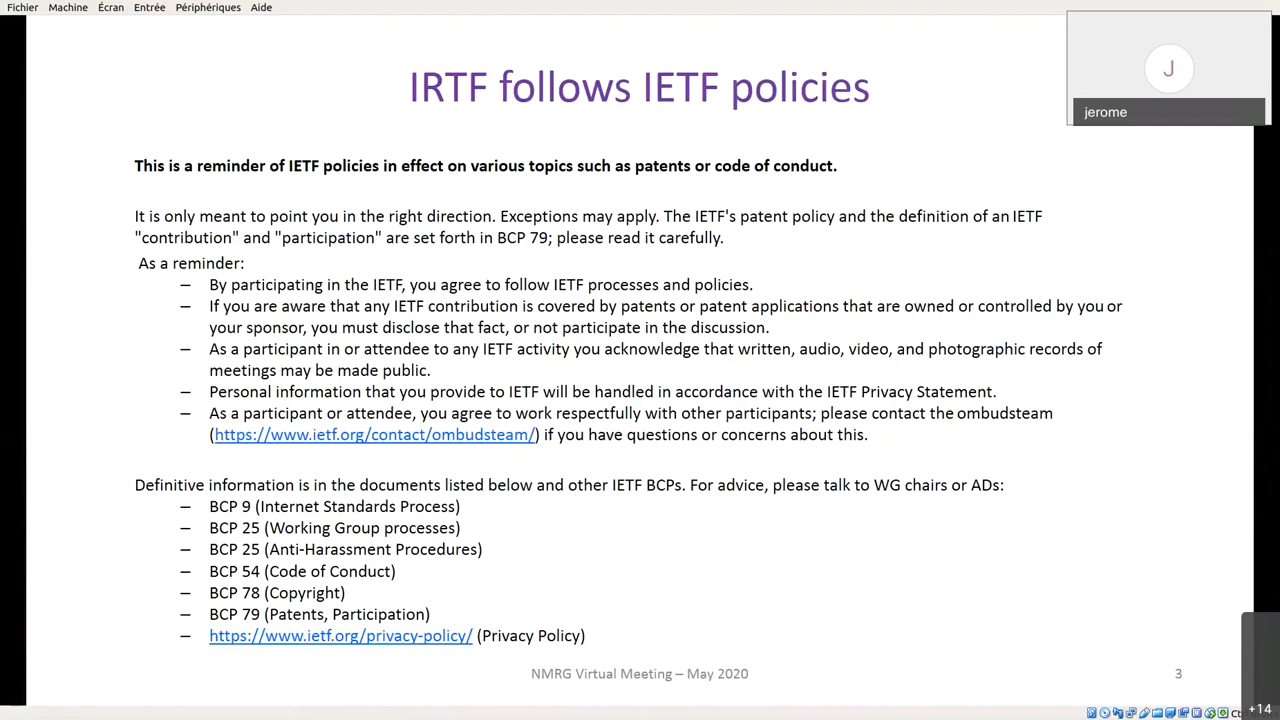 Fichier Machine Écran Entrée Périphériques Aide
J
jerome
IRTF follows IETF policies
This is a reminder of IETF policies in effect on various topics such as patents or code of conduct.
It is only meant to point you in the right direction. Exceptions may apply. The IETF's patent policy and the definition of an IETF
"contribution" and "participation" are set forth in BCP 79; please read it carefully.
As a reminder:
– By participating in the IETF, you agree to follow IETF processes and policies.
– If you are aware that any IETF contribution is covered by patents or patent applications that are owned or controlled by you or
your sponsor, you must disclose that fact, or not participate in the discussion.
– As a participant in or attendee to any IETF activity you acknowledge that written, audio, video, and photographic records of
meetings may be made public.
– Personal information that you provide to IETF will be handled in accordance with the IETF Privacy Statement.
– As a participant or attendee, you agree to work respectfully with other participants; please contact the ombudsteam
(https://www.ietf.org/contact/ombudsteam/) if you have questions or concerns about this.
Definitive information is in the documents listed below and other IETF BCPs. For advice, please talk to WG chairs or ADs:
– BCP 9 (Internet Standards Process)
– BCP 25 (Working Group processes)
– BCP 25 (Anti-Harassment Procedures)
– BCP 54 (Code of Conduct)
– BCP 78 (Copyright)
– BCP 79 (Patents, Participation)
– https://www.ietf.org/privacy-policy/ (Privacy Policy)
NMRG Virtual Meeting – May 2020
3
+14